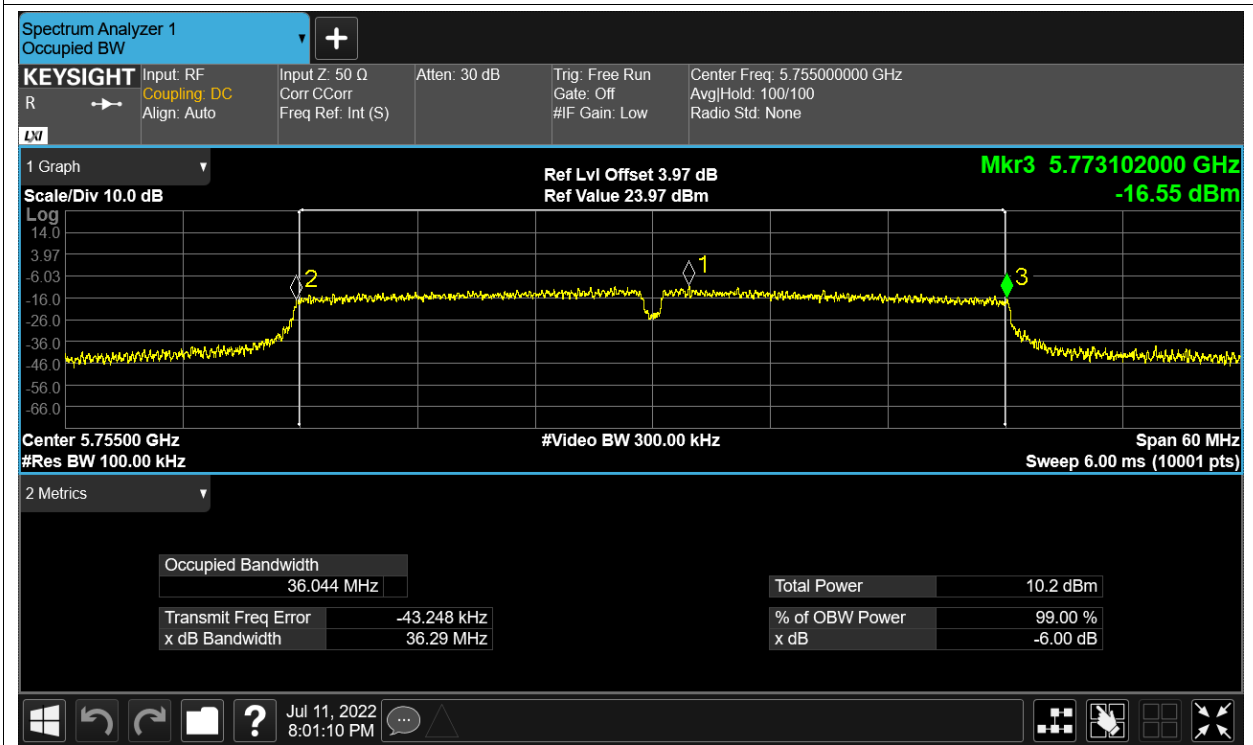 Spectrum Analyzer 1
Occupied BW
KEYSIGHT
R
LXI
Input: RF
Coupling: DC
Align: Auto
Input Z: 50 Ω
Corr CCorr
Freq Ref: Int (S)
Atten: 30 dB
Trig: Free Run
Gate: Off
#IF Gain: Low
Center Freq: 5.755000000 GHz
Avg|Hold: 100/100
Radio Std: None
1 Graph
Scale/Div 10.0 dB
Ref Lvl Offset 3.97 dB
Ref Value 23.97 dBm
Mkr3 5.773102000 GHz
-16.55 dBm
Log
14.0
3.97
-6.03
-16.0
-26.0
-36.0
-46.0
-56.0
-66.0
2
1
3
Center 5.75500 GHz
#Res BW 100.00 kHz
#Video BW 300.00 kHz
Span 60 MHz
Sweep 6.00 ms (10001 pts)
2 Metrics
Occupied Bandwidth
36.044 MHz
Transmit Freq Error -43.248 kHz
x dB Bandwidth 36.29 MHz
Total Power 10.2 dBm
% of OBW Power 99.00 %
x dB -6.00 dB
?
Jul 11, 2022
8:01:10 PM